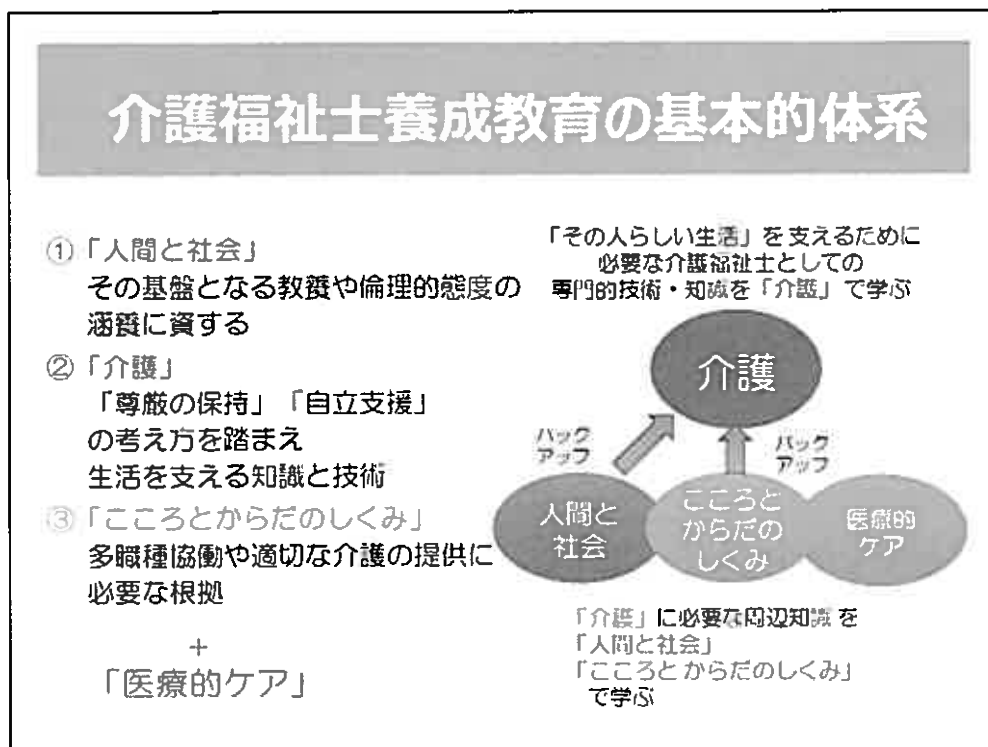 介護福祉士養成教育の基本的体系
①「人間と社会」
その基盤となる教養や倫理的態度の
涵養に資する
②「介護」
「尊厳の保持」「自立支援」
の考え方を踏まえ
生活を支える知識と技術
③「こころとからだのしくみ」
多職種協働や適切な介護の提供に
必要な根拠
+
「医療的ケア」
「その人らしい生活」を支えるために
必要な介護福祉士としての
専門的技術・知識を「介護」で学ぶ
介護
バック
アップ
バック
アップ
人間と
社会
こころと
からだの
しくみ
医療的
ケア
「介護」に必要な周辺知識を
「人間と社会」
「こころとからだのしくみ」
で学ぶ